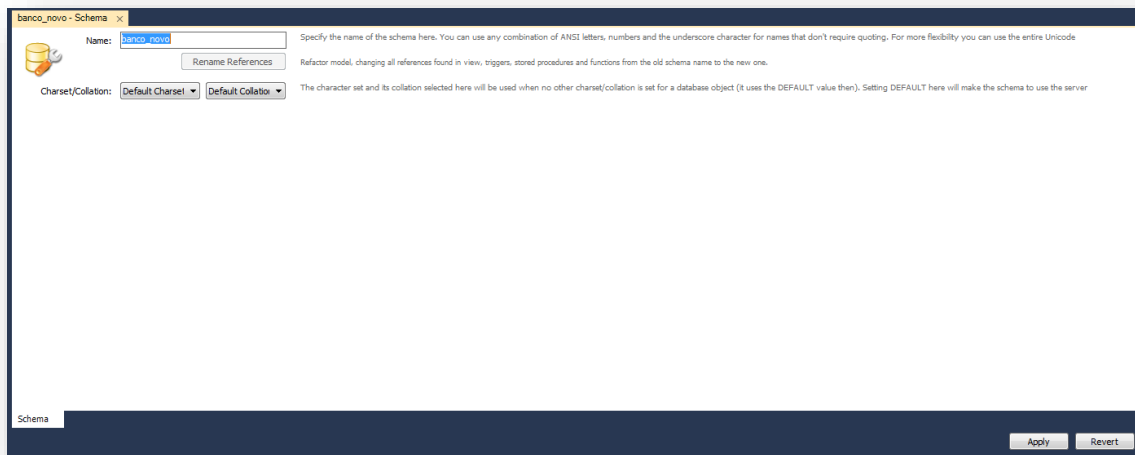 banco_novo - Schema ×
Name: banco_novo Specify the name of the schema here. You can use any combination of ANSI letters, numbers and the underscore character for names that don't require quoting. For more flexibility you can use the entire Unicode
Rename References Refactor model, changing all references found in view, triggers, stored procedures and functions from the old schema name to the new one.
Charset/Collation: Default Charset Default Collation The character set and its collation selected here will be used when no other charset/collation is set for a database object (it uses the DEFAULT value then). Setting DEFAULT here will make the schema to use the server
Schema
Apply Revert